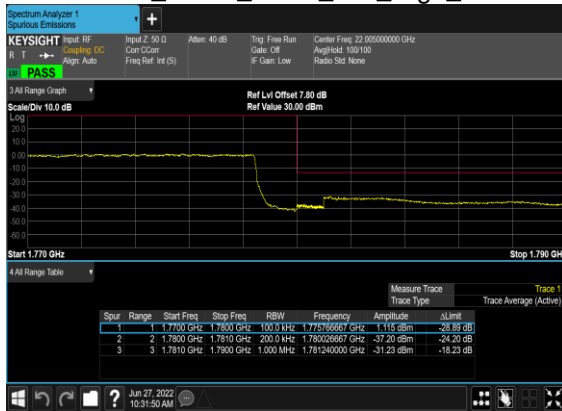 Spectrum Analyzer 1
Spurious Emissions
+
KEYSIGHT Input: RF Input Z: 50 Ω Atten: 40 dB Trig: Free Run Center Freq: 22.005000000 GHz
R T Coupling: DC Corr CCorr Gate: Off Avg|Hold: 100/100
Align: Auto Freq Ref: Int (S) IF Gain: Low Radio Std: None
PASS
3 All Range Graph
Ref Lvl Offset 7.80 dB
Scale/Div 10.0 dB Ref Value 30.00 dBm
Log
20.0
10.0
0.00
-10.0
-20.0
-30.0
-40.0
-50.0
-60.0
Start 1.770 GHz Stop 1.790 GH
4 All Range Table
Measure Trace Trace 1
Trace Type Trace Average (Active)
Spur Range Start Freq Stop Freq RBW Frequency Amplitude ΔLimit
1 1 1.7700 GHz 1.7800 GHz 100.0 kHz 1.775766667 GHz 1.115 dBm -28.89 dB
2 2 1.7800 GHz 1.7810 GHz 200.0 kHz 1.780026667 GHz -37.20 dBm -24.20 dB
3 3 1.7810 GHz 1.7900 GHz 1.000 MHz 1.781240000 GHz -31.23 dBm -18.23 dB
? Jun 27, 2022
10:31:50 AM